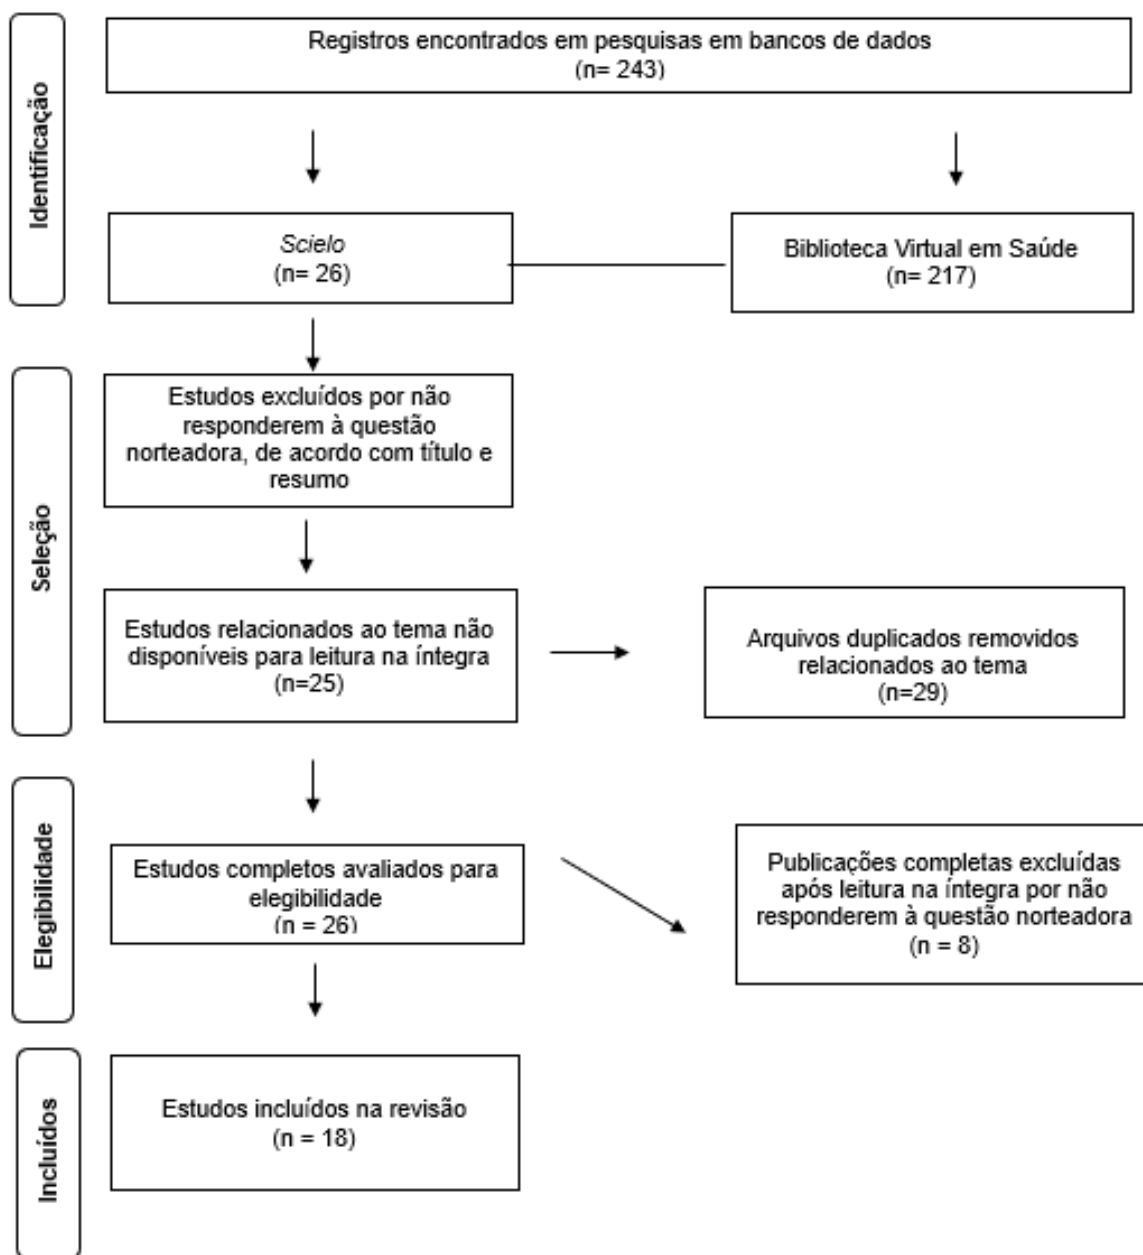 Identificação
Registros encontrados em pesquisas em bancos de dados
(n= 243)
Scielo
(n= 26)
Biblioteca Virtual em Saúde
(n= 217)
Seleção
Estudos excluídos por não
responderem à questão
norteadora, de acordo com título e
resumo
Estudos relacionados ao tema não
disponíveis para leitura na íntegra
(n=25)
Arquivos duplicados removidos
relacionados ao tema
(n=29)
Elegibilidade
Estudos completos avaliados para
elegibilidade
(n = 26)
Publicações completas excluídas
após leitura na íntegra por não
responderem à questão norteadora
(n = 8)
Incluídos
Estudos incluídos na revisão
(n = 18)